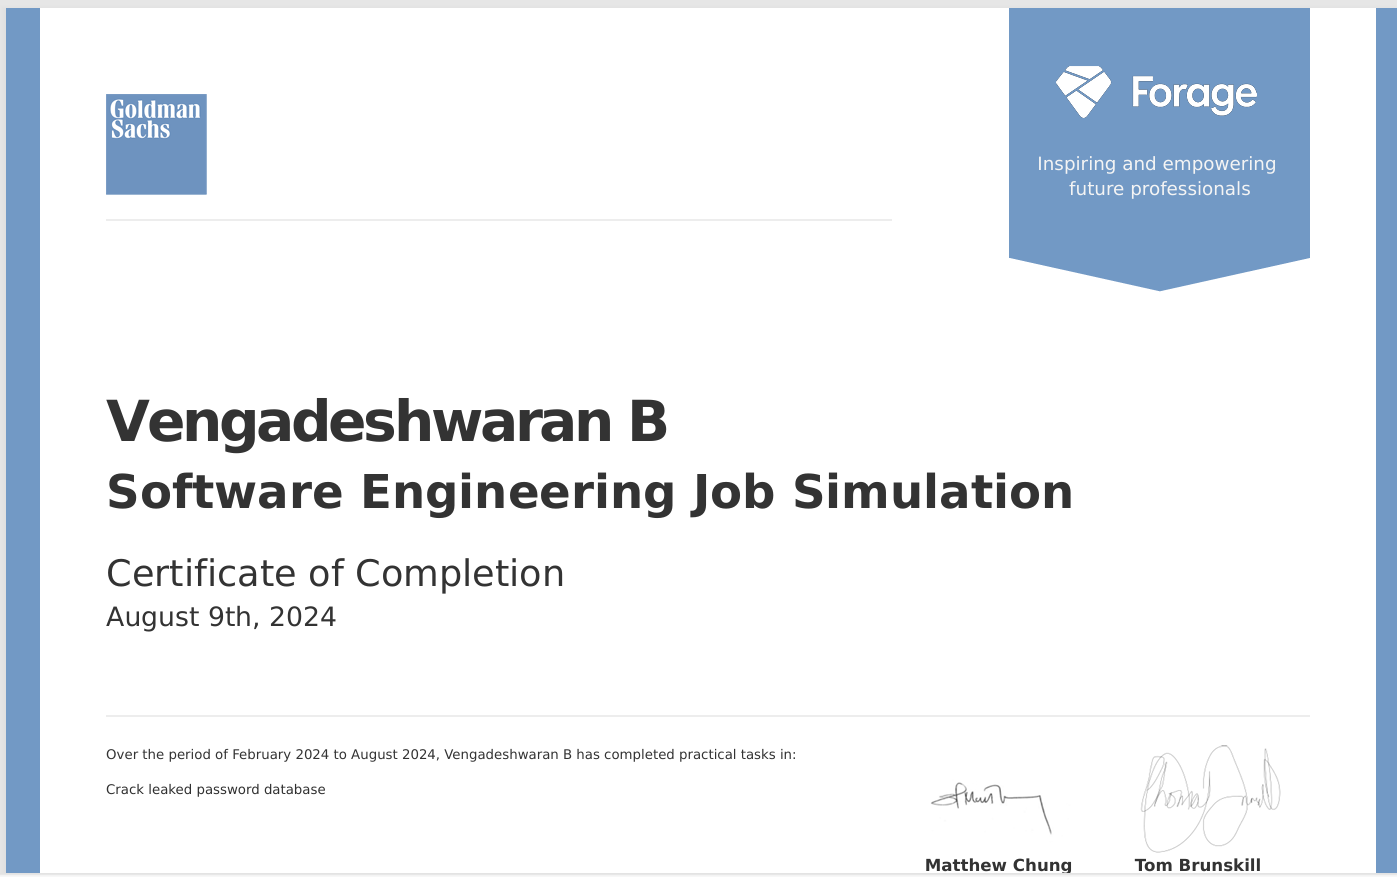 Goldman
Sachs
Forage
Inspiring and empowering
future professionals
Vengadeshwaran B
Software Engineering Job Simulation
Certificate of Completion
August 9th, 2024
Over the period of February 2024 to August 2024, Vengadeshwaran B has completed practical tasks in:
Crack leaked password database
Matthew Chung
Tom Brunskill